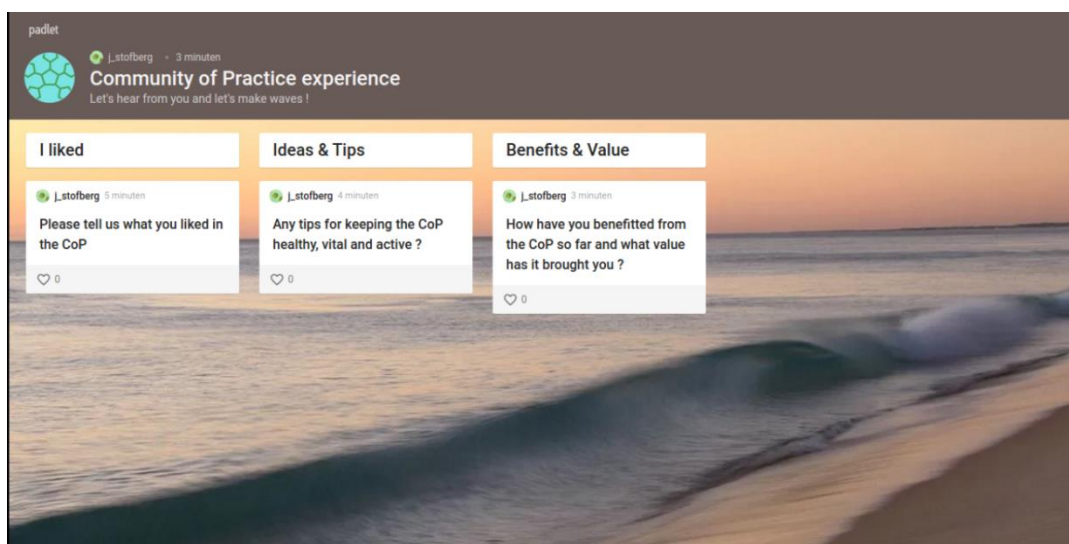 padlet
j_stofberg • 3 minuten
Community of Practice experience
Let's hear from you and let's make waves !
I liked
j_stofberg 5 minuten
Please tell us what you liked in
the CoP
0
Ideas & Tips
j_stofberg 4 minuten
Any tips for keeping the CoP
healthy, vital and active ?
0
Benefits & Value
j_stofberg 3 minuten
How have you benefitted from
the CoP so far and what value
has it brought you ?
0